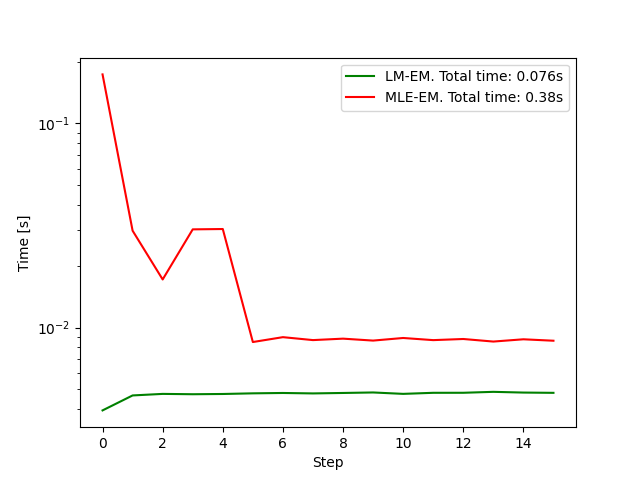 LM-EM. Total time: 0.076s
MLE-EM. Total time: 0.38s
10⁻¹
10⁻²
Time [s]
0 2 4 6 8 10 12 14
Step